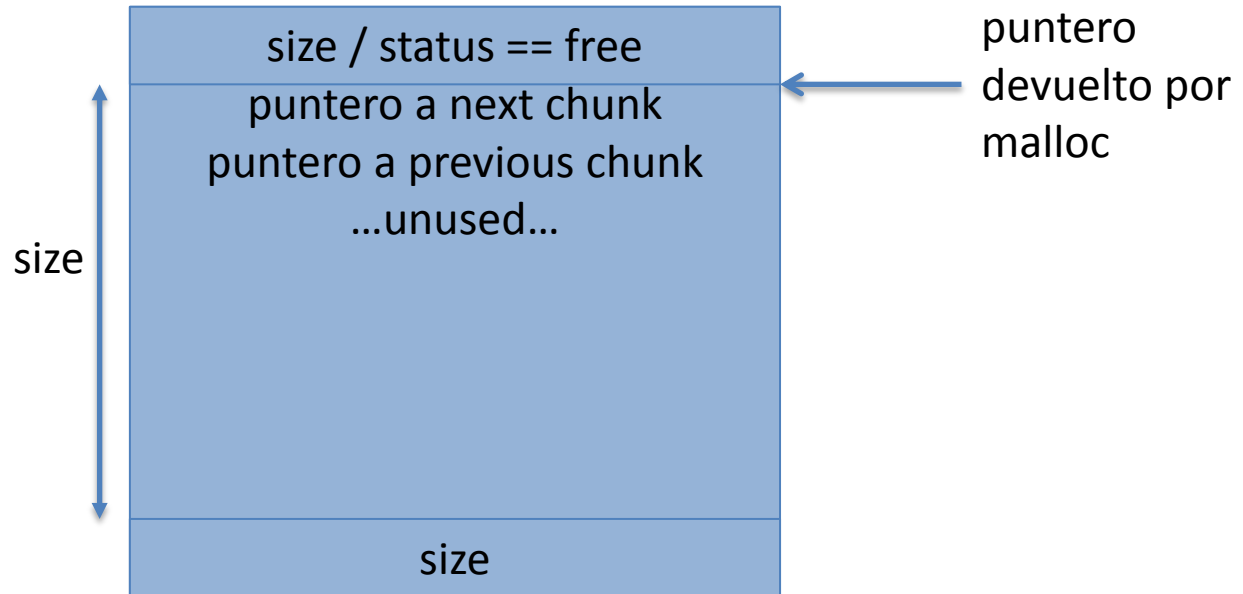 size / status == free
puntero a next chunk
puntero a previous chunk
…unused…
size
size
puntero
devuelto por
malloc